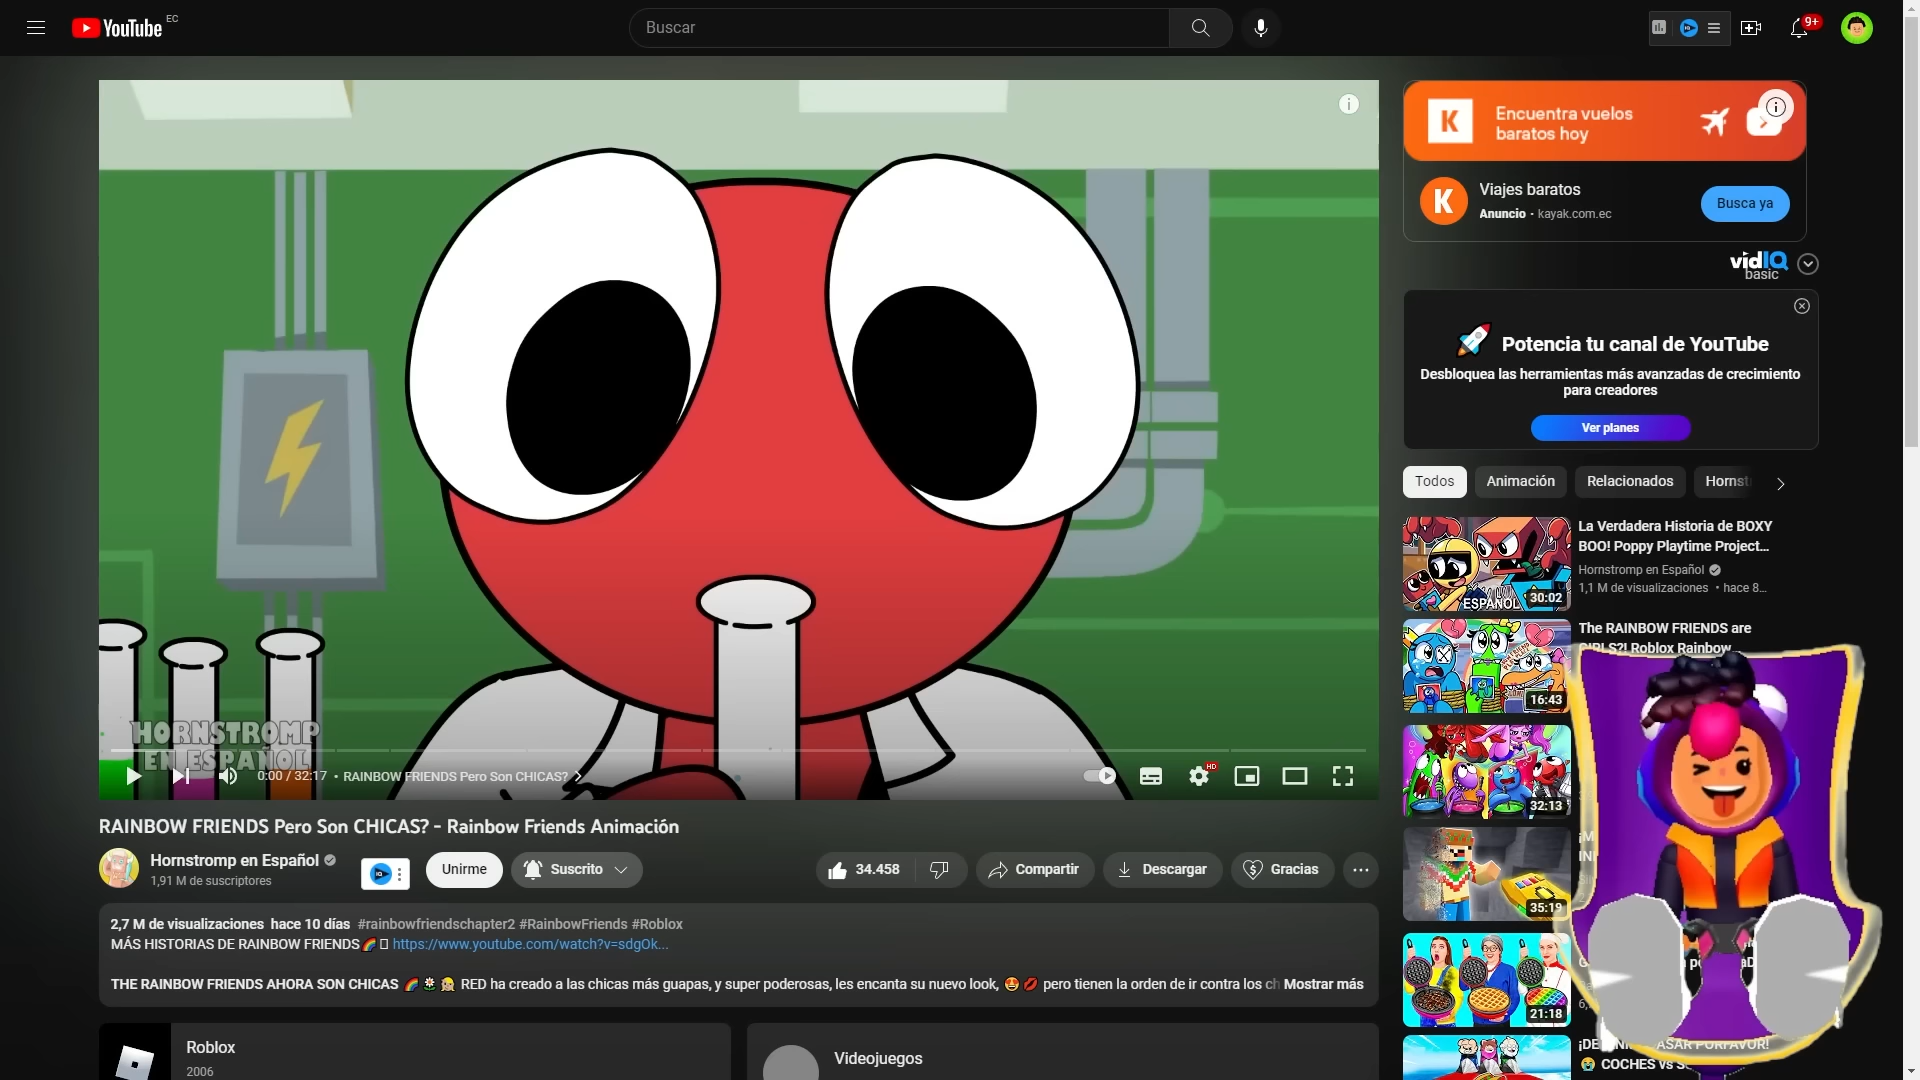 YouTube EC
Buscar
9+
HORNSTROMP
EN ESPAÑOL
0:00 / 32:17 • RAINBOW FRIENDS Pero Son CHICAS?
HD
RAINBOW FRIENDS Pero Son CHICAS? - Rainbow Friends Animación
Hornstromp en Español
1,91 M de suscriptores
Unirme
Suscrito
34.458
Compartir
Descargar
Gracias
2,7 M de visualizaciones hace 10 días #rainbowfriendschapter2 #RainbowFriends #Roblox
MÁS HISTORIAS DE RAINBOW FRIENDS🌈 https://www.youtube.com/watch?v=sdgOk...
THE RAINBOW FRIENDS AHORA SON CHICAS 🌈🌼👧🏼 RED ha creado a las chicas más guapas, y super poderosas, les encanta su nuevo look, 😍💋 pero tienen la orden de ir contra los ch Mostrar más
Roblox
2006
Videojuegos
K
Encuentra vuelos
baratos hoy
K
Viajes baratos
Anuncio • kayak.com.ec
Busca ya
vidIQ
basic
Potencia tu canal de YouTube
Desbloquea las herramientas más avanzadas de crecimiento
para creadores
Ver planes
Todos
Animación
Relacionados
Hornst
ESPAÑOL
30:02
La Verdadera Historia de BOXY
BOO! Poppy Playtime Project...
Hornstromp en Español
1,1 M de visualizaciones • hace 8...
16:43
The RAINBOW FRIENDS are
GIRLS?! Roblox Rainbow...
32:13
35:19
21:18
COCHES vs